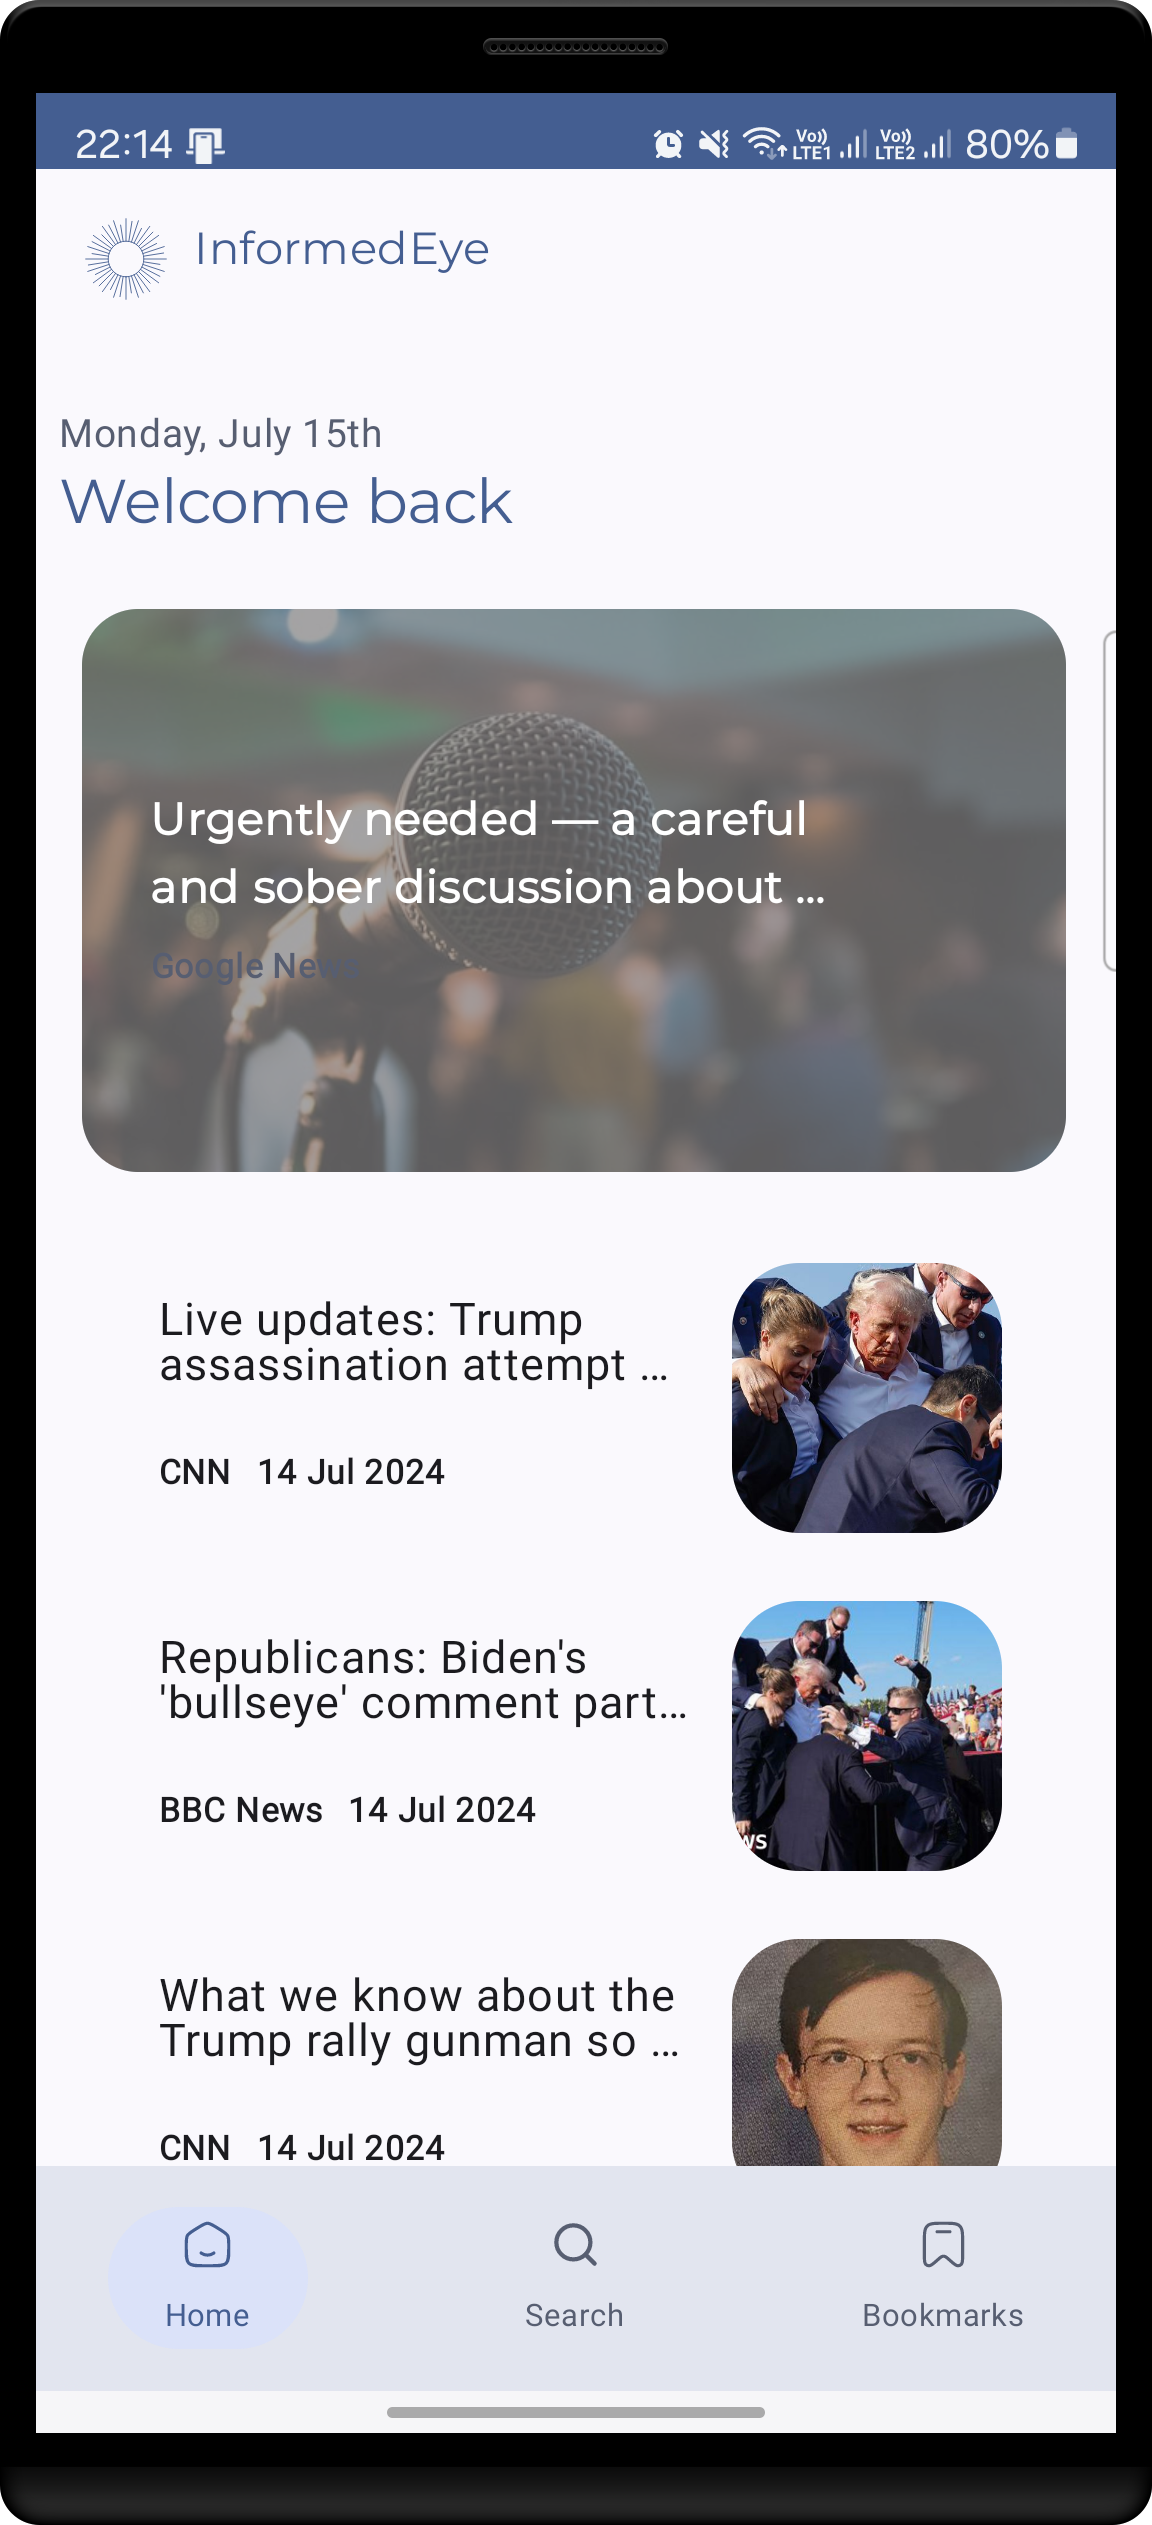 22:14 Vo)) LTE1 Vo)) LTE2 80%
InformedEye
Monday, July 15th
Welcome back
Urgently needed — a careful
and sober discussion about ...
Google News
Live updates: Trump
assassination attempt ...
CNN 14 Jul 2024
Republicans: Biden's
'bullseye' comment part...
BBC News 14 Jul 2024
WS
What we know about the
Trump rally gunman so ...
CNN 14 Jul 2024
Home Search Bookmarks